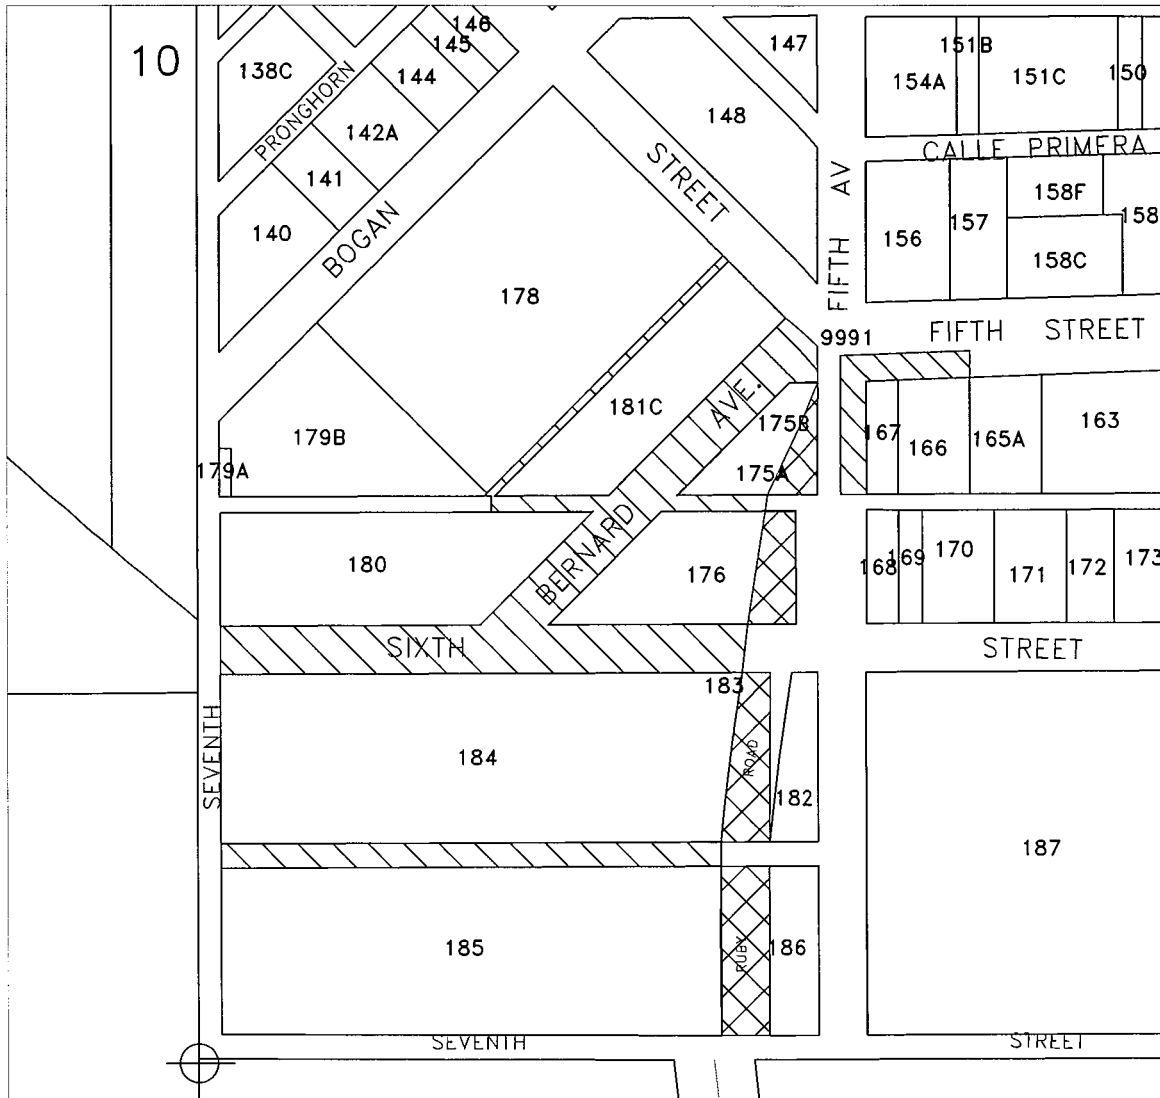 146
145
147
151B
10
138C
144
154A
151C
150
PRONGHORN
142A
148
CALLE PRIMERA
141
STREET
FIFTH AV
158F
158
140
BOGAN
156
157
158C
178
9991
FIFTH STREET
AVE.
181C
175B
163
179B
167
166
165A
179A
175A
BERNARD
180
176
168
169
170
171
172
173
SIXTH
STREET
183
SEVENTH
184
ROAD
182
187
185
RUBY
186
SEVENTH
STREET